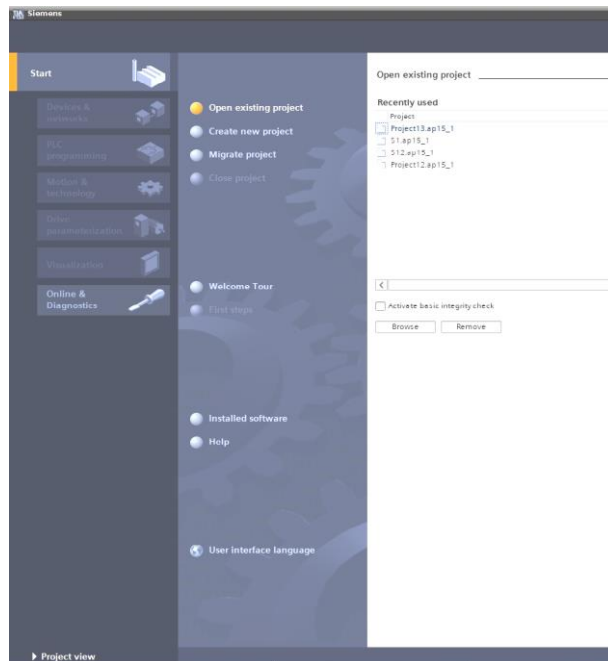 Siemens
Start
Devices &
networks
PLC
programming
Motion &
technology
Drive
parameterization
Visualization
Online &
Diagnostics
Open existing project
Create new project
Migrate project
Close project
Welcome Tour
First steps
Installed software
Help
User interface language
Open existing project
Recently used
Project
Project13.ap15_1
S1.ap15_1
S12.ap15_1
Project12.ap15_1
Activate basic integrity check
Browse
Remove
Project view